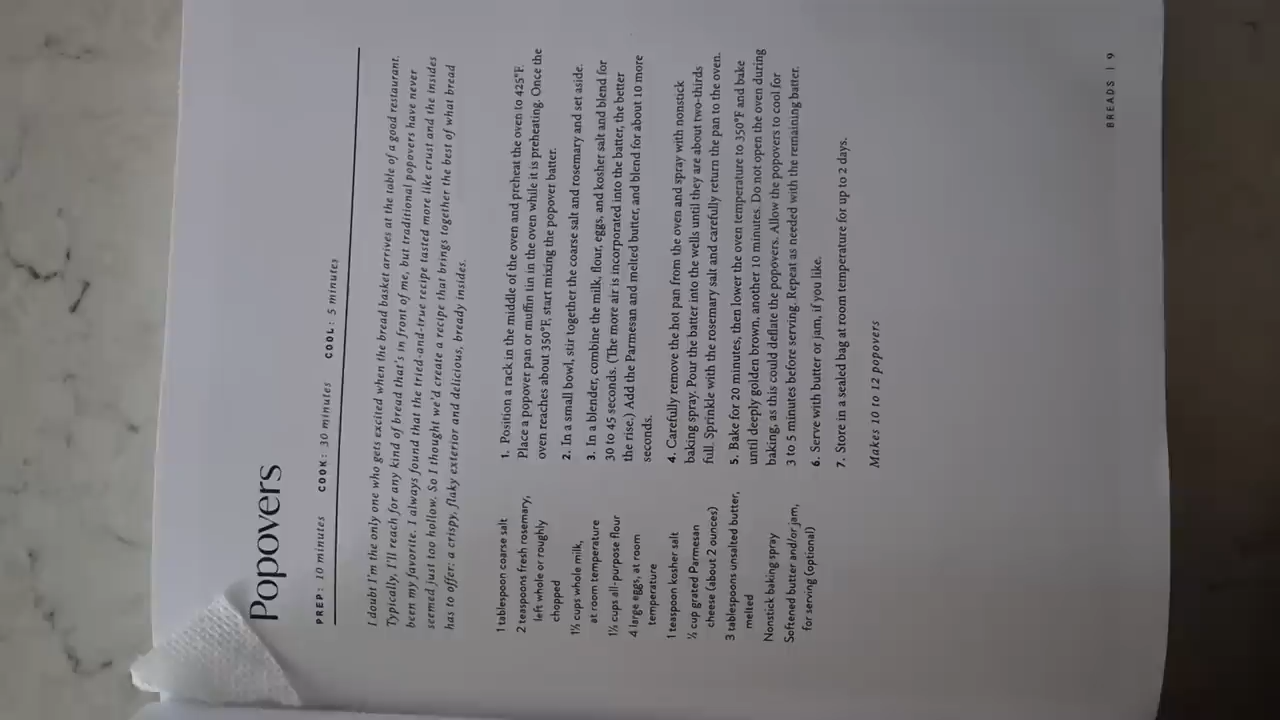 Popovers
PREP: 10 minutes COOK: 30 minutes COOL: 5 minutes
I doubt I'm the only one who gets excited when the bread basket arrives at the table of a good restaurant.
Typically, I'll reach for any kind of bread that's in front of me, but traditional popovers have never
been my favorite. I always found that the tried-and-true recipe tasted more like crust and the insides
seemed just too hollow. So I thought we'd create a recipe that brings together the best of what bread
has to offer: a crispy, flaky exterior and delicious, bready insides.
1 tablespoon coarse salt
2 teaspoons fresh rosemary,
left whole or roughly
chopped
cups whole milk,
at room temperature
cups all-purpose flour
4 large eggs, at room
temperature
1 teaspoon kosher salt
cup grated Parmesan
cheese (about 2 ounces)
3 tablespoons unsalted butter,
melted
Nonstick baking spray
Softened butter and/or jam,
for serving (optional)
1. Position a rack in the middle of the oven and preheat the oven to 425°F.
Place a popover pan or muffin tin in the oven while it is preheating. Once the
oven reaches about 350°F, start mixing the popover batter.
2. In a small bowl, stir together the coarse salt and rosemary and set aside.
3. In a blender, combine the milk, flour, eggs, and kosher salt and blend for
30 to 45 seconds. (The more air is incorporated into the batter, the better
the rise.) Add the Parmesan and melted butter, and blend for about 10 more
seconds.
4. Carefully remove the hot pan from the oven and spray with nonstick
baking spray. Pour the batter into the wells until they are about two-thirds
full. Sprinkle with the rosemary salt and carefully return the pan to the oven.
5. Bake for 20 minutes, then lower the oven temperature to 350°F and bake
until deeply golden brown, another 10 minutes. Do not open the oven during
baking, as this could deflate the popovers. Allow the popovers to cool for
3 to 5 minutes before serving. Repeat as needed with the remaining batter.
6. Serve with butter or jam, if you like.
7. Store in a sealed bag at room temperature for up to 2 days.
Makes 10 to 12 popovers
BREADS | 9